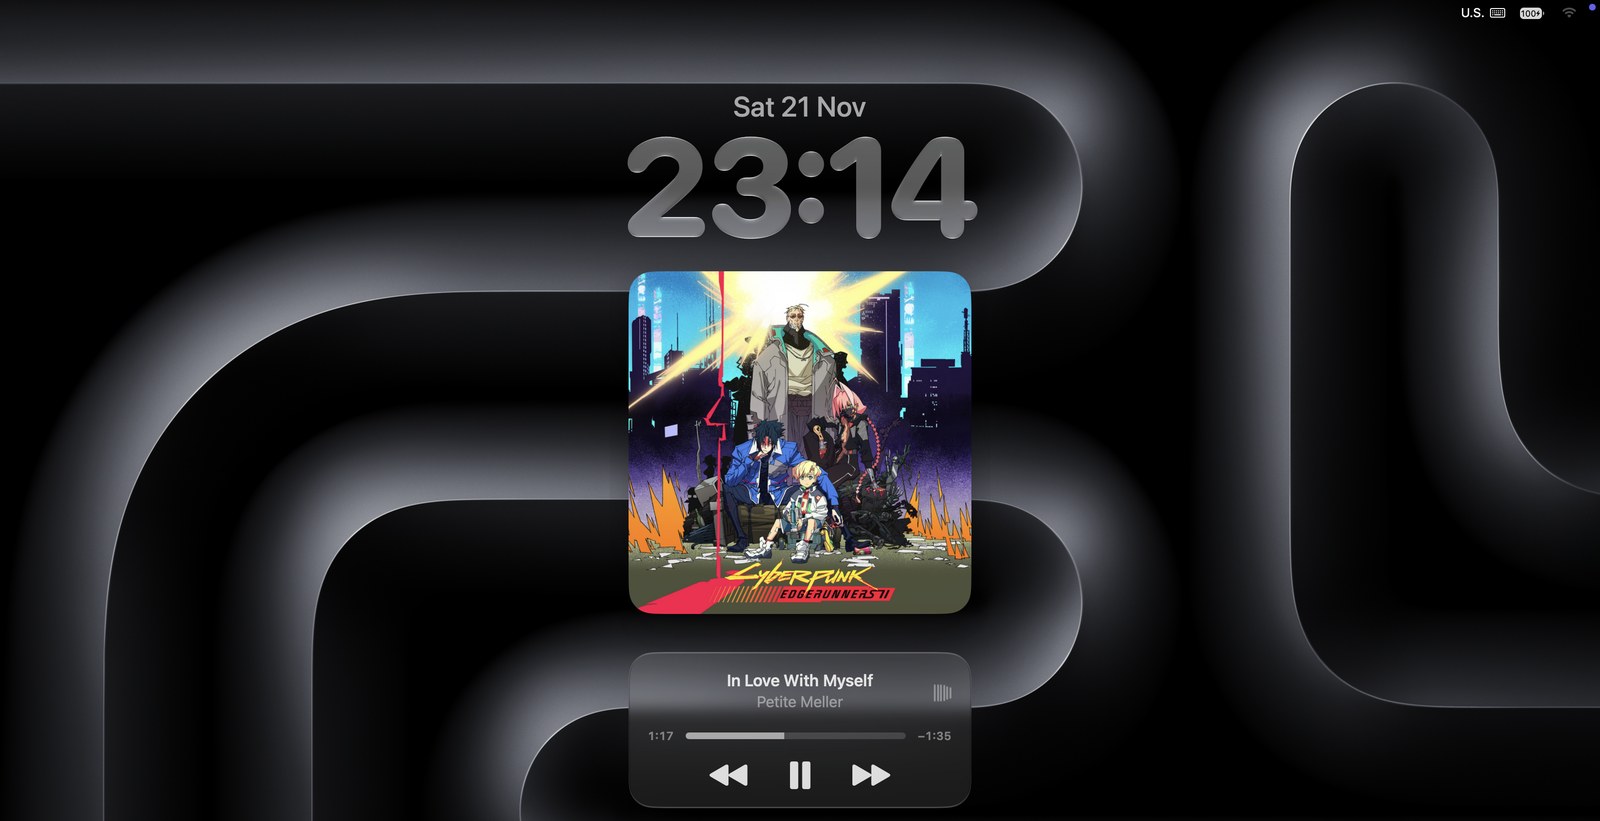 U.S.
100
Sat 21 Nov
23:14
CYBERPUNK
EDGERUNNERS
In Love With Myself
Petite Meller
1:17
−1:35